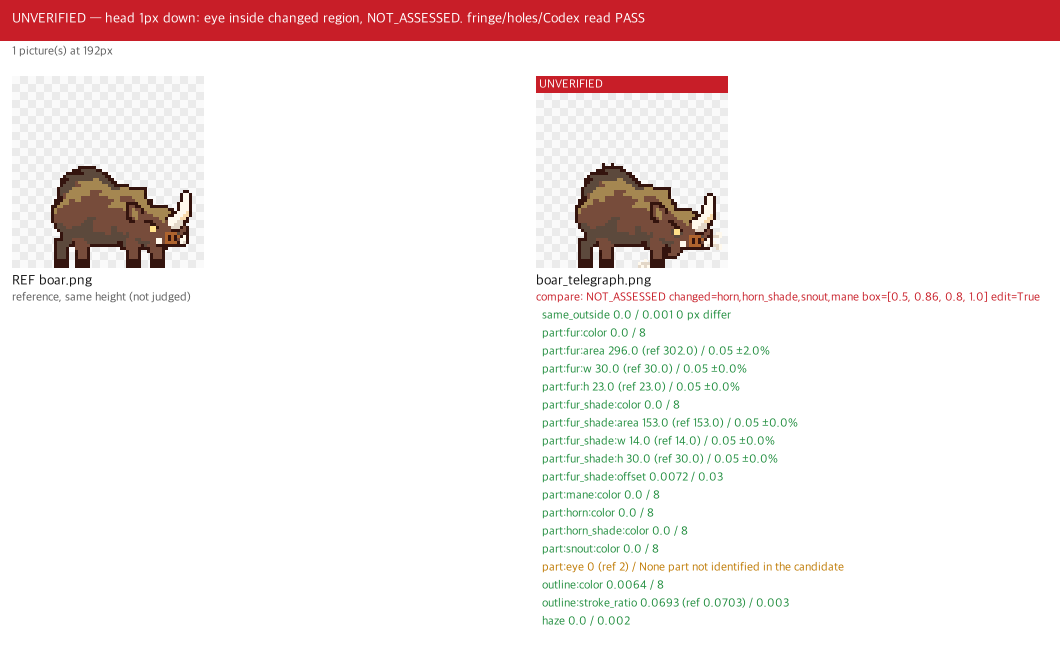 UNVERIFIED — head 1px down: eye inside changed region, NOT_ASSESSED. fringe/holes/Codex read PASS
1 picture(s) at 192px
UNVERIFIED
REF boar.png
reference, same height (not judged)
boar_telegraph.png
compare: NOT_ASSESSED changed=horn,horn_shade,snout,mane box=[0.5, 0.86, 0.8, 1.0] edit=True
same_outside 0.0 / 0.001 0 px differ
part:fur:color 0.0 / 8
part:fur:area 296.0 (ref 302.0) / 0.05 ±2.0%
part:fur:w 30.0 (ref 30.0) / 0.05 ±0.0%
part:fur:h 23.0 (ref 23.0) / 0.05 ±0.0%
part:fur_shade:color 0.0 / 8
part:fur_shade:area 153.0 (ref 153.0) / 0.05 ±0.0%
part:fur_shade:w 14.0 (ref 14.0) / 0.05 ±0.0%
part:fur_shade:h 30.0 (ref 30.0) / 0.05 ±0.0%
part:fur_shade:offset 0.0072 / 0.03
part:mane:color 0.0 / 8
part:horn:color 0.0 / 8
part:horn_shade:color 0.0 / 8
part:snout:color 0.0 / 8
part:eye 0 (ref 2) / None part not identified in the candidate
outline:color 0.0064 / 8
outline:stroke_ratio 0.0693 (ref 0.0703) / 0.003
haze 0.0 / 0.002